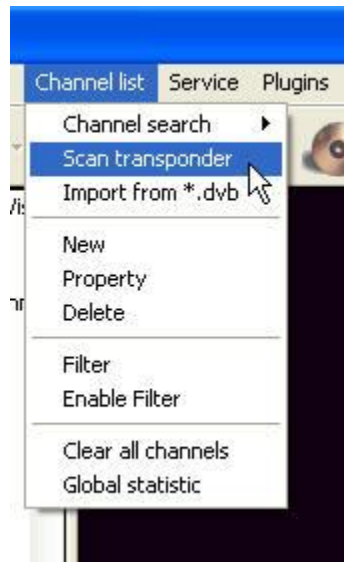 Channel list Service Plugins
Channel search
Scan transponder
Import from *.dvb
New
Property
Delete
Filter
Enable Filter
Clear all channels
Global statistic